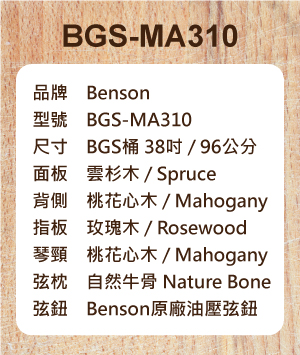 BGS-MA310
品牌 Benson
型號 BGS-MA310
尺寸 BGS桶 38吋 / 96公分
面板 雲杉木 / Spruce
背側 桃花心木 / Mahogany
指板 玫瑰木 / Rosewood
琴頸 桃花心木 / Mahogany
弦枕 自然牛骨 Nature Bone
弦鈕 Benson原廠油壓弦鈕